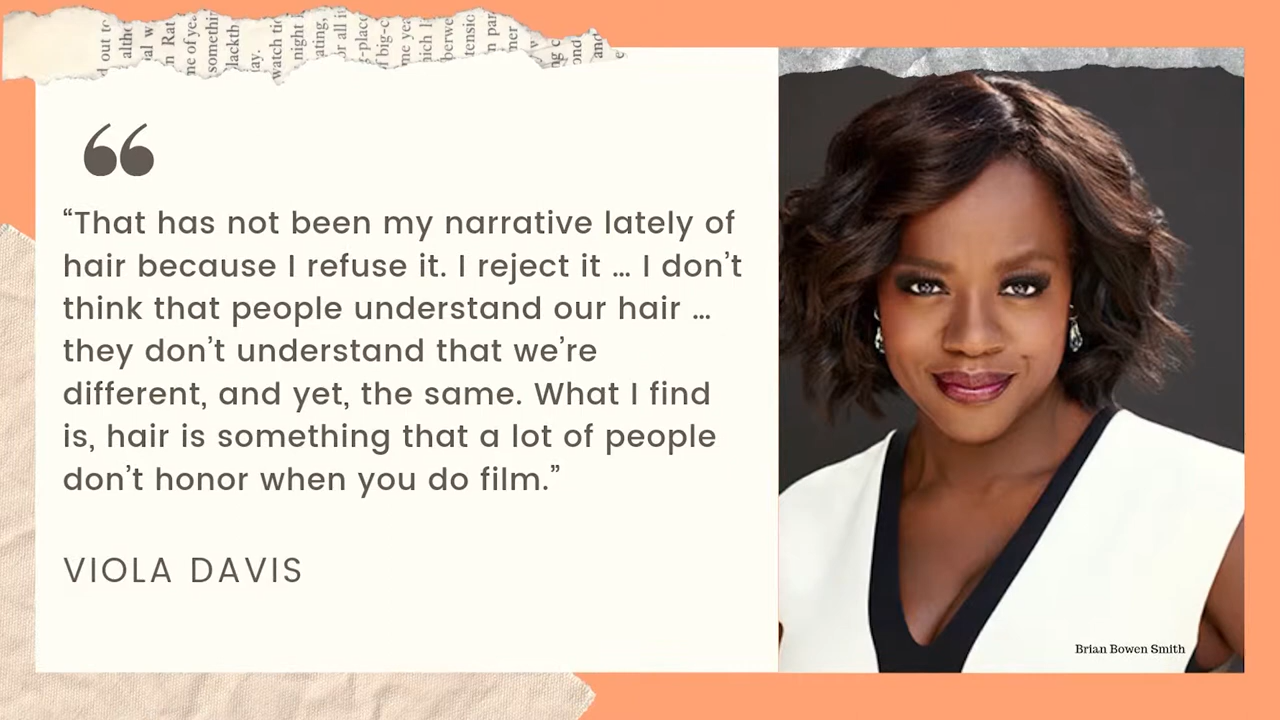 “That has not been my narrative lately of
hair because I refuse it. I reject it ... I don’t
think that people understand our hair ...
they don’t understand that we’re
different, and yet, the same. What I find
is, hair is something that a lot of people
don’t honor when you do film.”
VIOLA DAVIS
Brian Bowen Smith